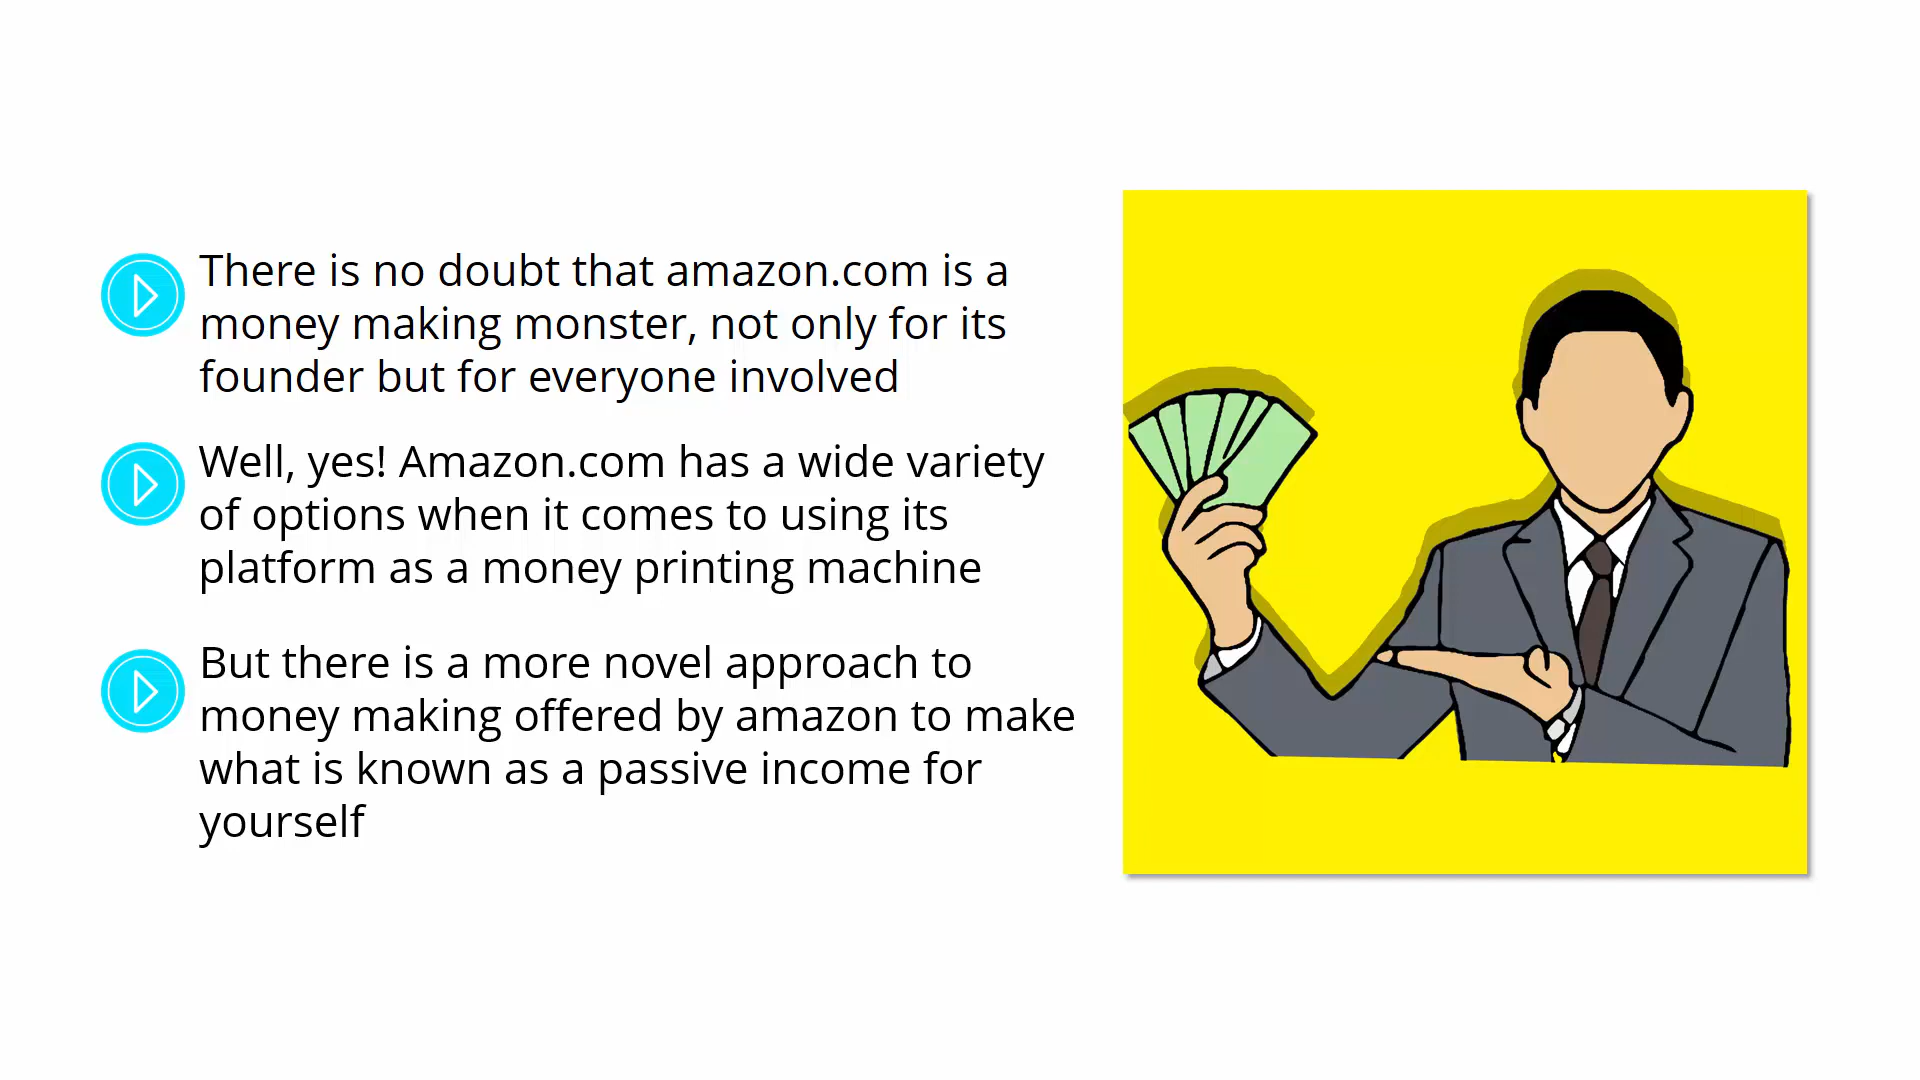 There is no doubt that amazon.com is a
money making monster, not only for its
founder but for everyone involved
Well, yes! Amazon.com has a wide variety
of options when it comes to using its
platform as a money printing machine
But there is a more novel approach to
money making offered by amazon to make
what is known as a passive income for
yourself